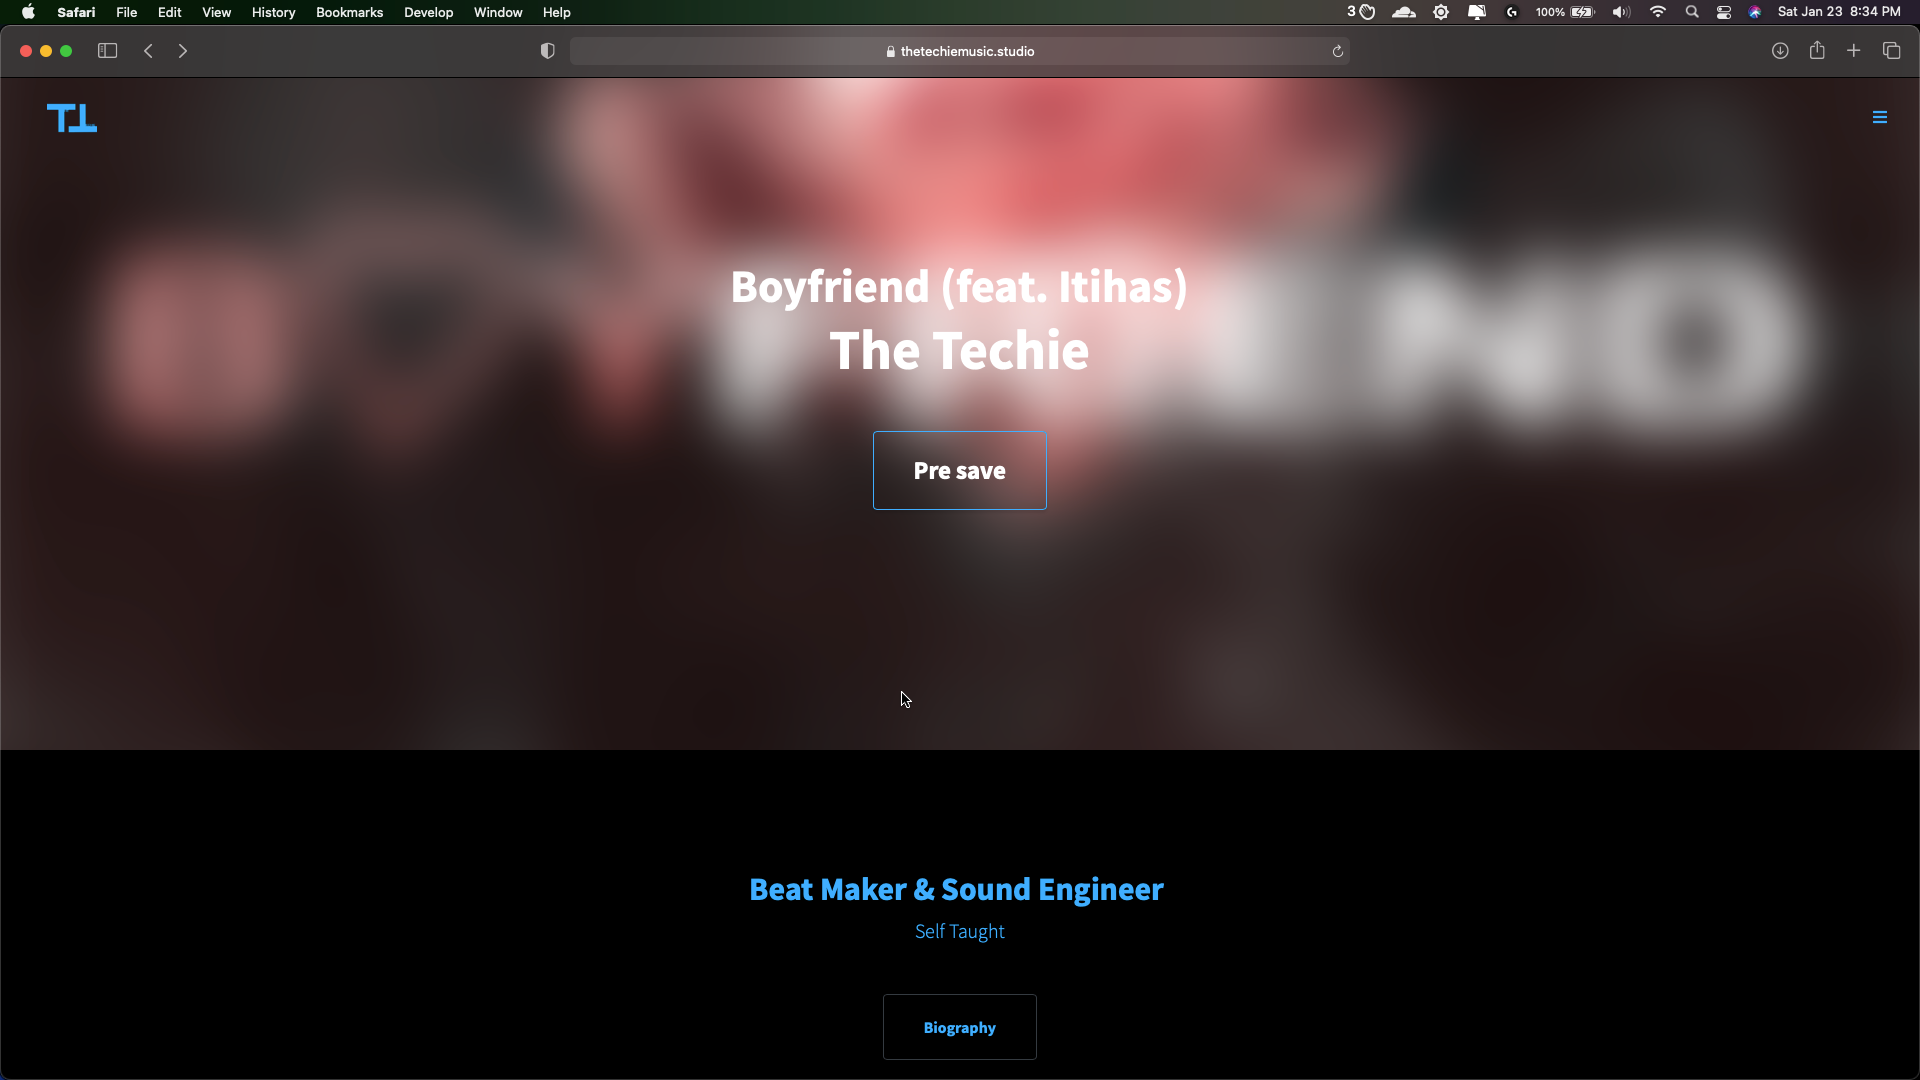 Safari File Edit View History Bookmarks Develop Window Help 3 100% Sat Jan 23 8:34 PM
thetechiemusic.studio
Boyfriend (feat. Itihas)
The Techie
Pre save
Beat Maker & Sound Engineer
Self Taught
Biography